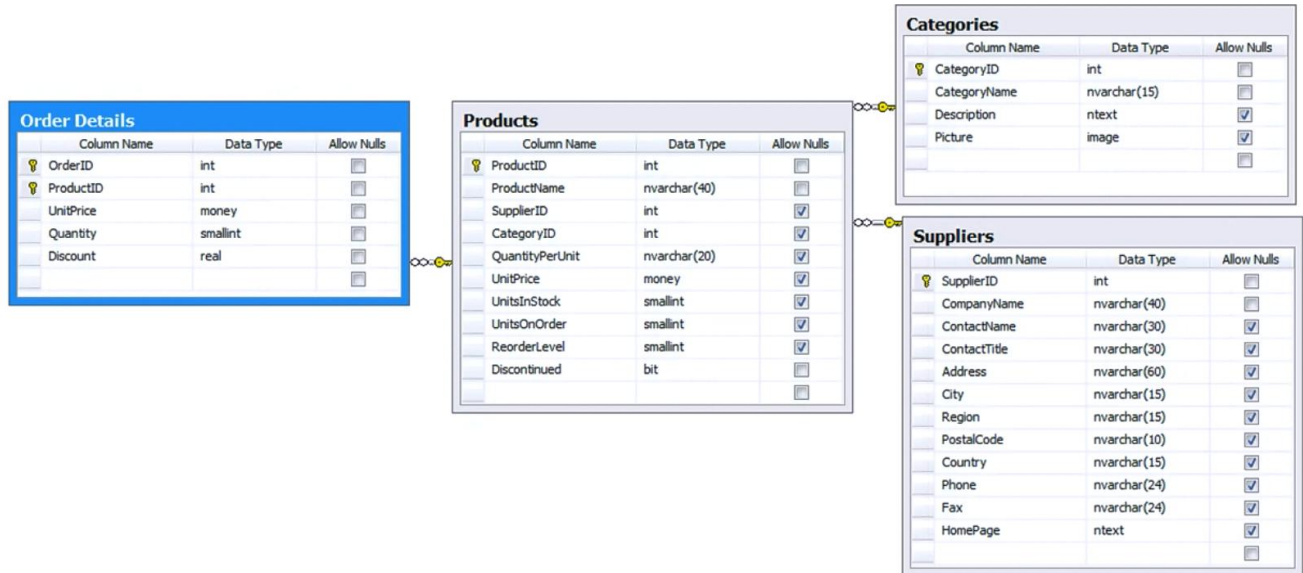 Order Details
Column Name Data Type Allow Nulls
OrderID int
ProductID int
UnitPrice money
Quantity smallint
Discount real
Products
Column Name Data Type Allow Nulls
ProductID int
ProductName nvarchar(40)
SupplierID int
CategoryID int
QuantityPerUnit nvarchar(20)
UnitPrice money
UnitsInStock smallint
UnitsOnOrder smallint
ReorderLevel smallint
Discontinued bit
Categories
Column Name Data Type Allow Nulls
CategoryID int
CategoryName nvarchar(15)
Description ntext
Picture image
Suppliers
Column Name Data Type Allow Nulls
SupplierID int
CompanyName nvarchar(40)
ContactName nvarchar(30)
ContactTitle nvarchar(30)
Address nvarchar(60)
City nvarchar(15)
Region nvarchar(15)
PostalCode nvarchar(10)
Country nvarchar(15)
Phone nvarchar(24)
Fax nvarchar(24)
HomePage ntext